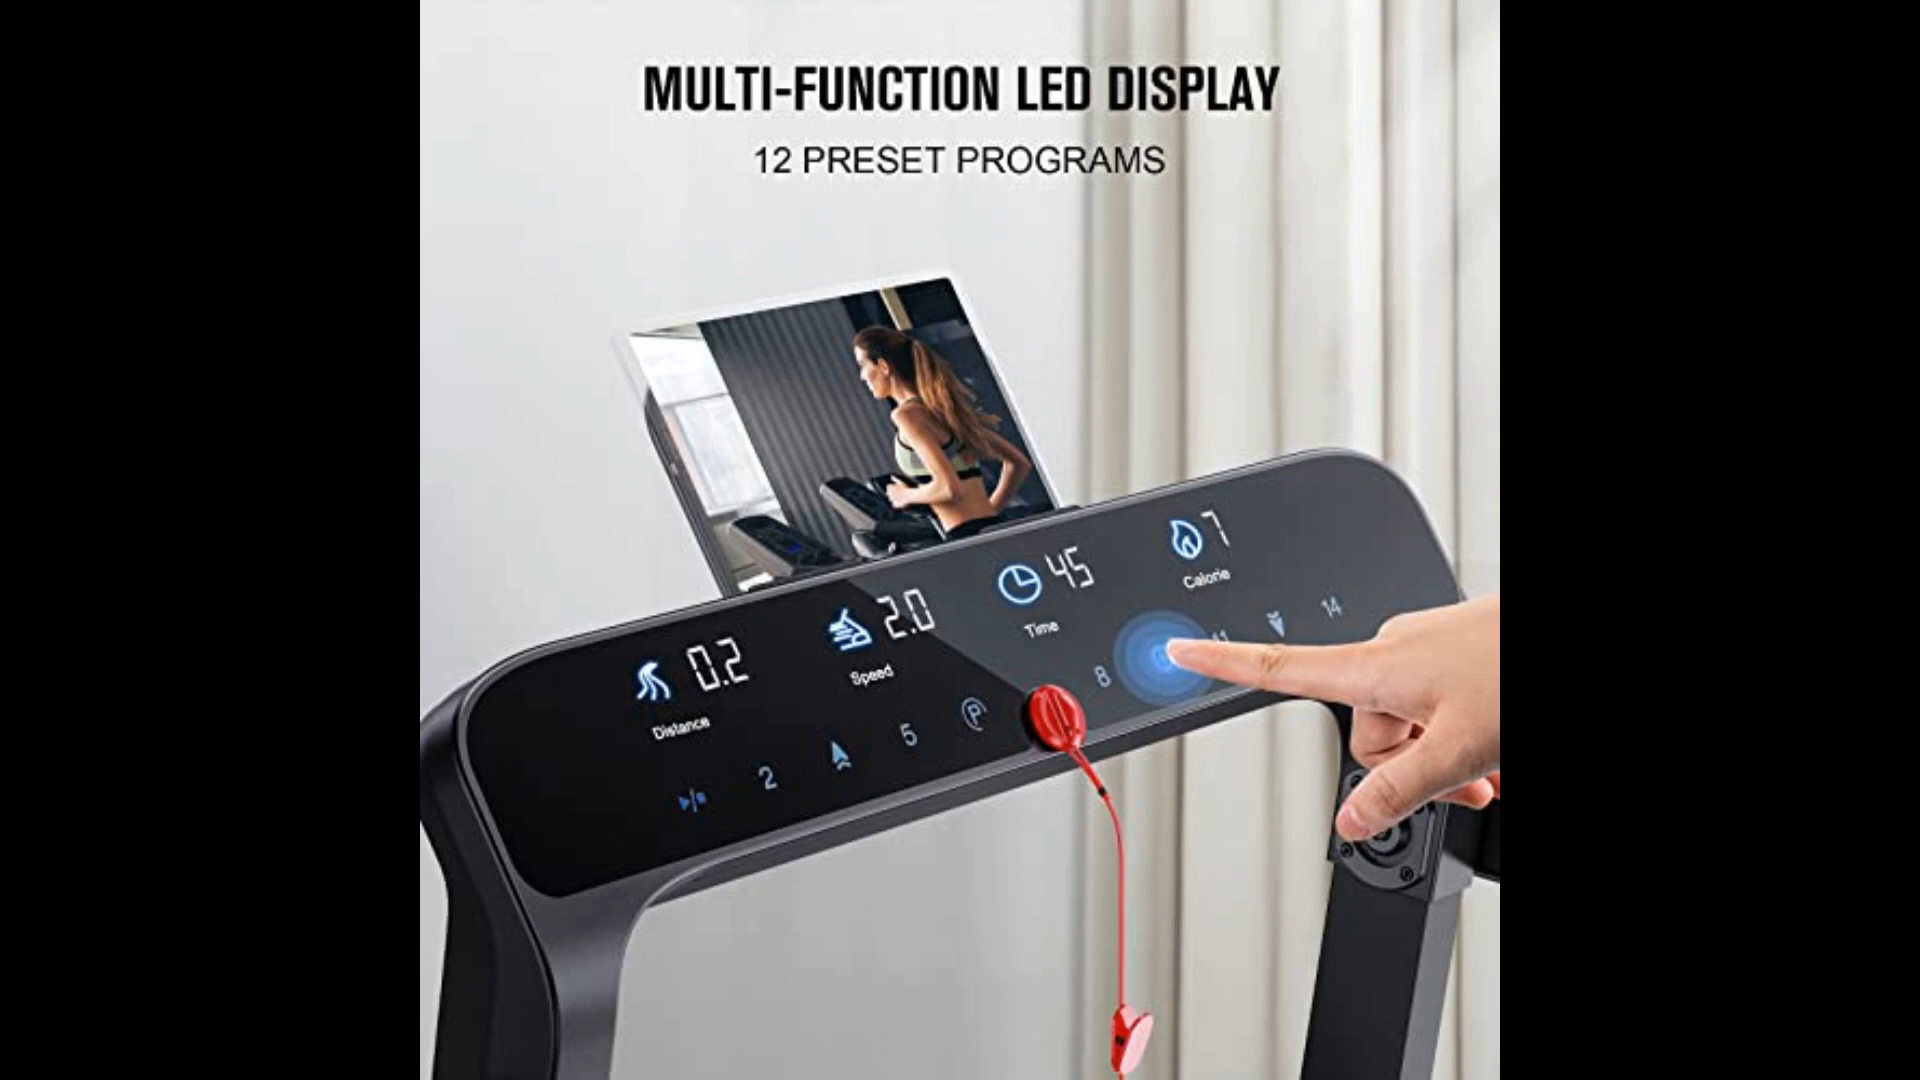 MULTI-FUNCTION LED DISPLAY
12 PRESET PROGRAMS
0.2 2.0 45 7
Distance Speed Time Calorie
2 5 P 8 11 14